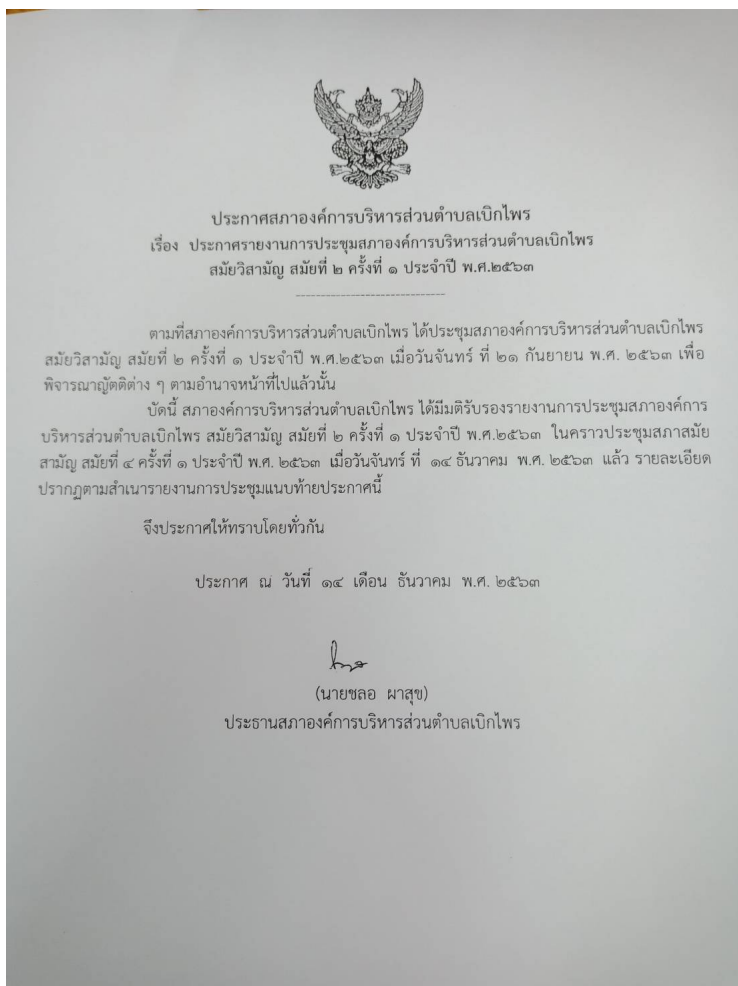 ประกาศสภาองค์การบริหารส่วนตำบลเบิกไพร
เรื่อง ประกาศรายงานการประชุมสภาองค์การบริหารส่วนตำบลเบิกไพร
สมัยวิสามัญ สมัยที่ ๒ ครั้งที่ ๑ ประจำปี พ.ศ.๒๕๖๓
ตามที่สภาองค์การบริหารส่วนตำบลเบิกไพร ได้ประชุมสภาองค์การบริหารส่วนตำบลเบิกไพร
สมัยวิสามัญ สมัยที่ ๒ ครั้งที่ ๑ ประจำปี พ.ศ.๒๕๖๓ เมื่อวันจันทร์ ที่ ๒๑ กันยายน พ.ศ. ๒๕๖๓ เพื่อ
พิจารณาญัตติต่าง ๆ ตามอำนาจหน้าที่ไปแล้วนั้น
บัดนี้ สภาองค์การบริหารส่วนตำบลเบิกไพร ได้มีมติรับรองรายงานการประชุมสภาองค์การ
บริหารส่วนตำบลเบิกไพร สมัยวิสามัญ สมัยที่ ๒ ครั้งที่ ๑ ประจำปี พ.ศ.๒๕๖๓ ในคราวประชุมสภาสมัย
สามัญ สมัยที่ ๔ ครั้งที่ ๑ ประจำปี พ.ศ. ๒๕๖๓ เมื่อวันจันทร์ ที่ ๑๔ ธันวาคม พ.ศ. ๒๕๖๓ แล้ว รายละเอียด
ปรากฏตามสำเนารายงานการประชุมแนบท้ายประกาศนี้
จึงประกาศให้ทราบโดยทั่วกัน
ประกาศ ณ วันที่ ๑๔ เดือน ธันวาคม พ.ศ. ๒๕๖๓
(นายชลอ ผาสุข)
ประธานสภาองค์การบริหารส่วนตำบลเบิกไพร